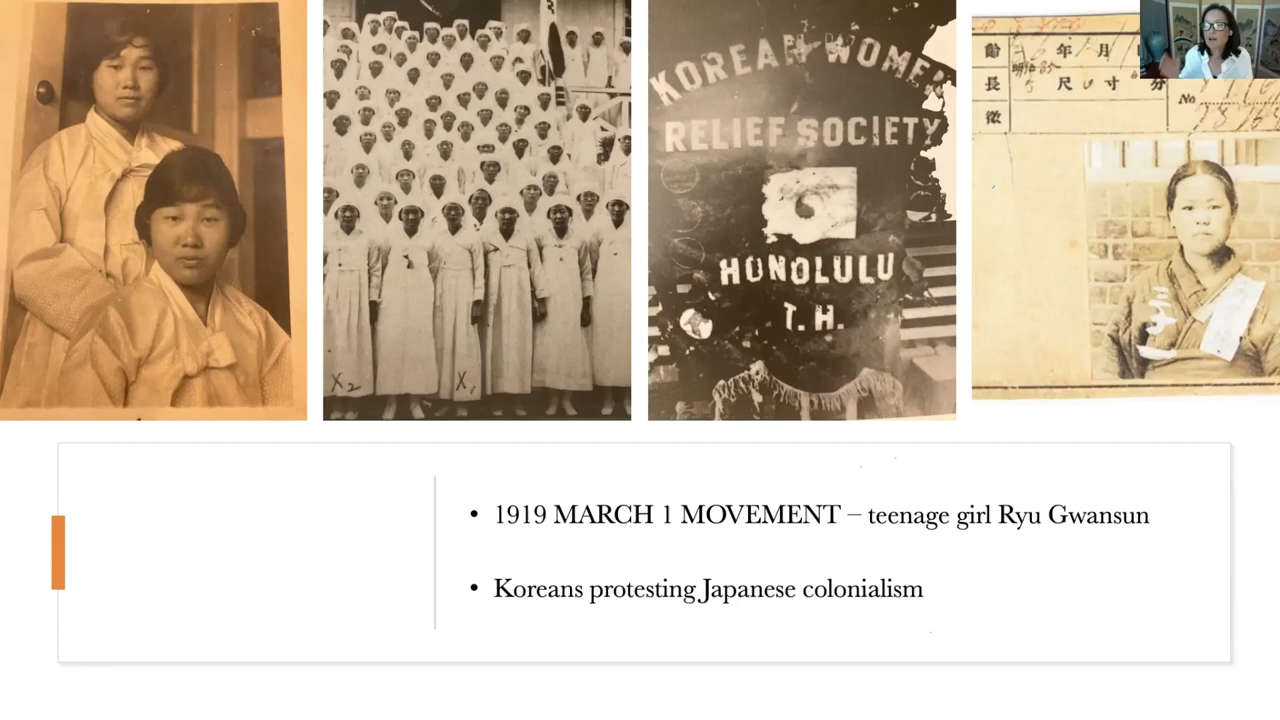 KOREAN WOMEN
RELIEF SOCIETY
HONOLULU
T. H.
X 2
X
齡 年 月
長 尺 寸 分
No
徵
• 1919 MARCH 1 MOVEMENT – teenage girl Ryu Gwansun
• Koreans protesting Japanese colonialism